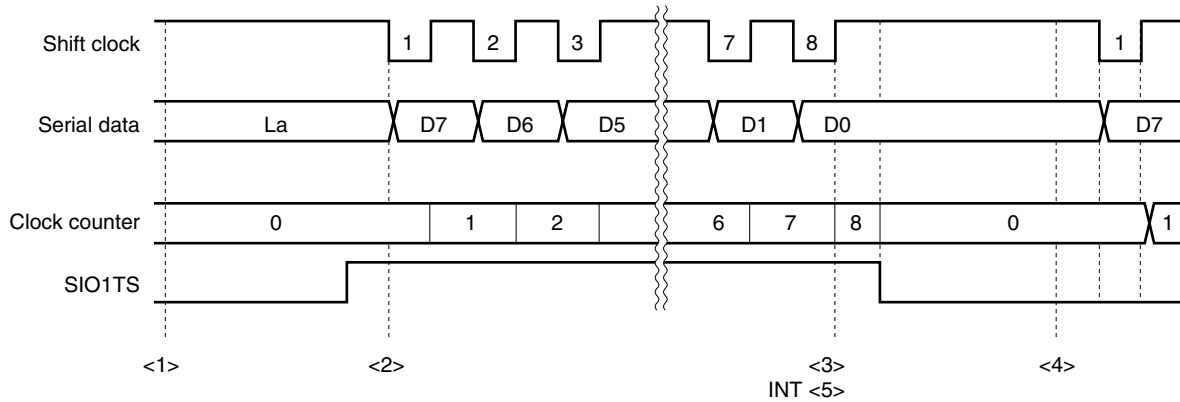 Shift clock 1 2 3 7 8 1
Serial data La D7 D6 D5 D1 D0 D7
Clock counter 0 1 2 6 7 8 0 1
SIO1TS
<1> <2> <3> <4>
INT <5>